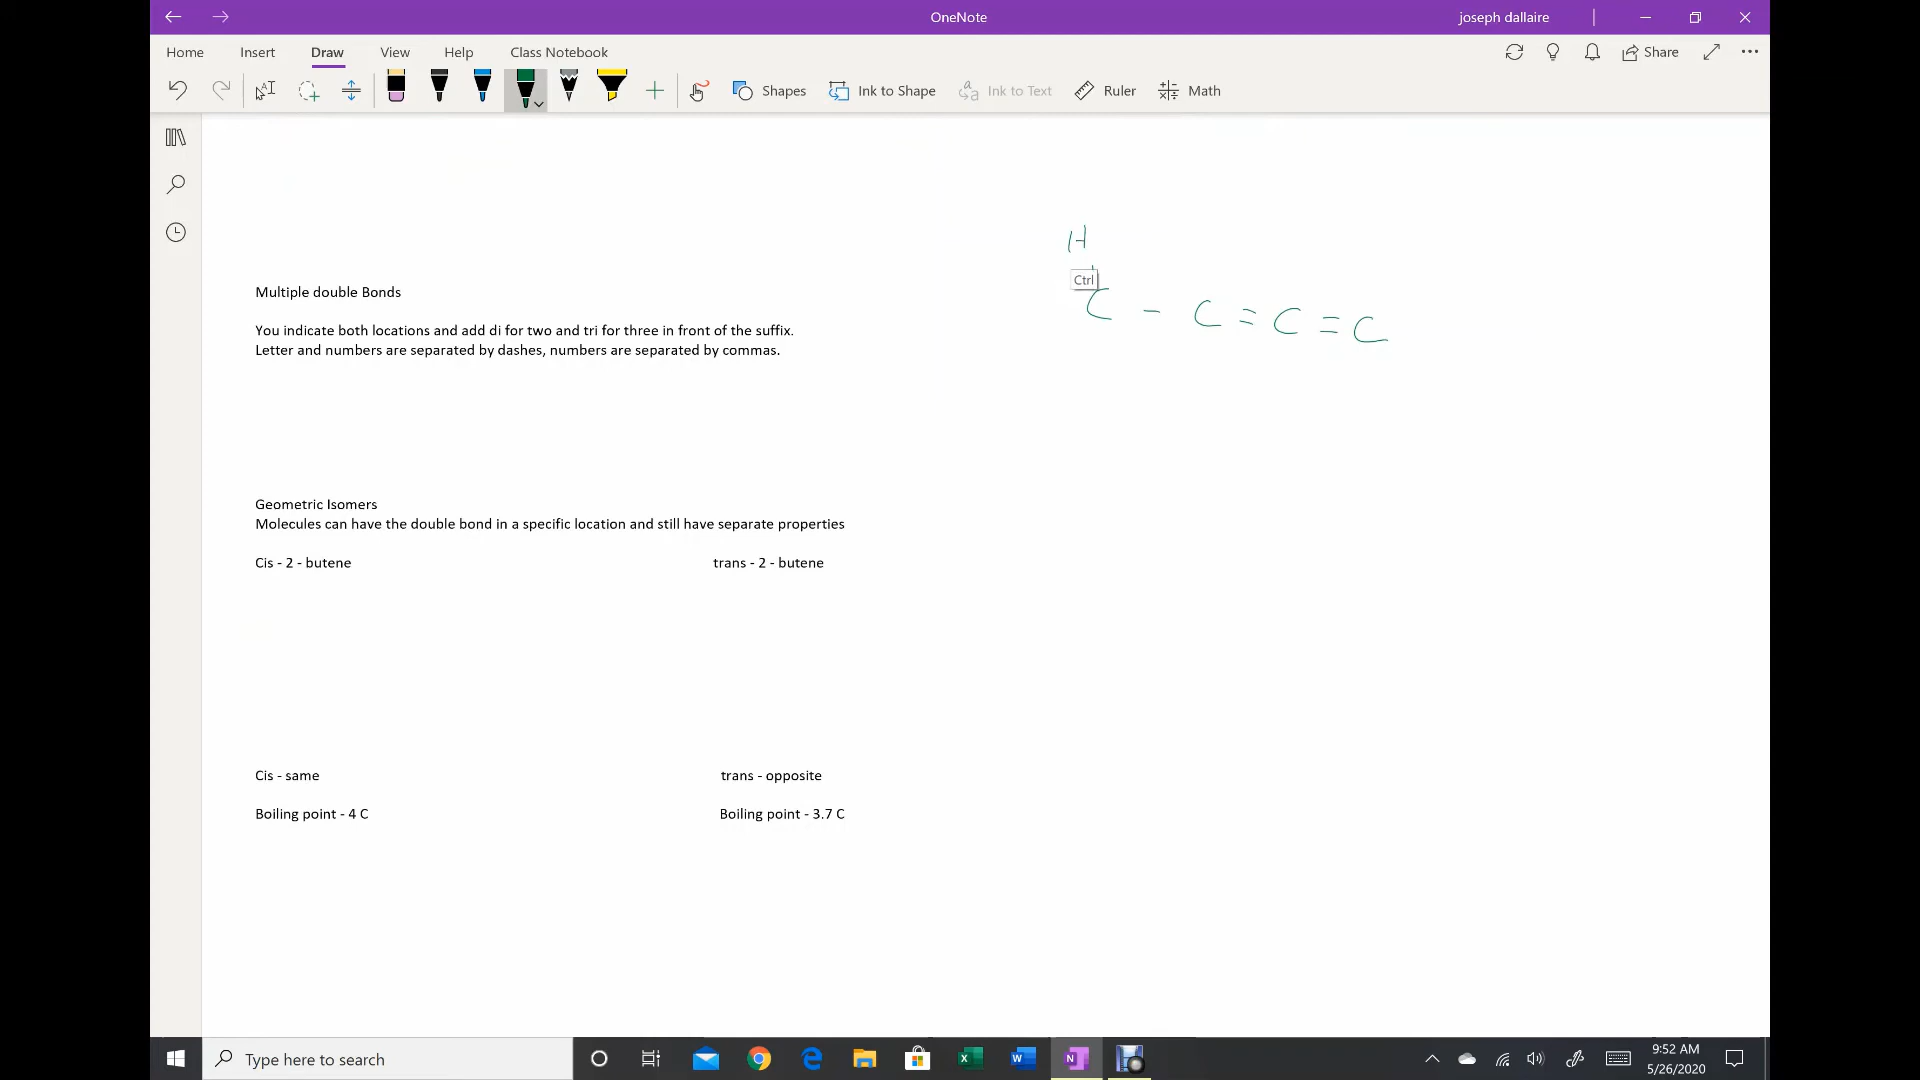 OneNote
joseph dallaire
Home Insert Draw View Help Class Notebook
Share
Shapes Ink to Shape Ink to Text Ruler Math
H
Ctrl
C - C = C = C
Multiple double Bonds
You indicate both locations and add di for two and tri for three in front of the suffix.
Letter and numbers are separated by dashes, numbers are separated by commas.
Geometric Isomers
Molecules can have the double bond in a specific location and still have separate properties
Cis - 2 - butene trans - 2 - butene
Cis - same trans - opposite
Boiling point - 4 C Boiling point - 3.7 C
Type here to search
9:52 AM
5/26/2020